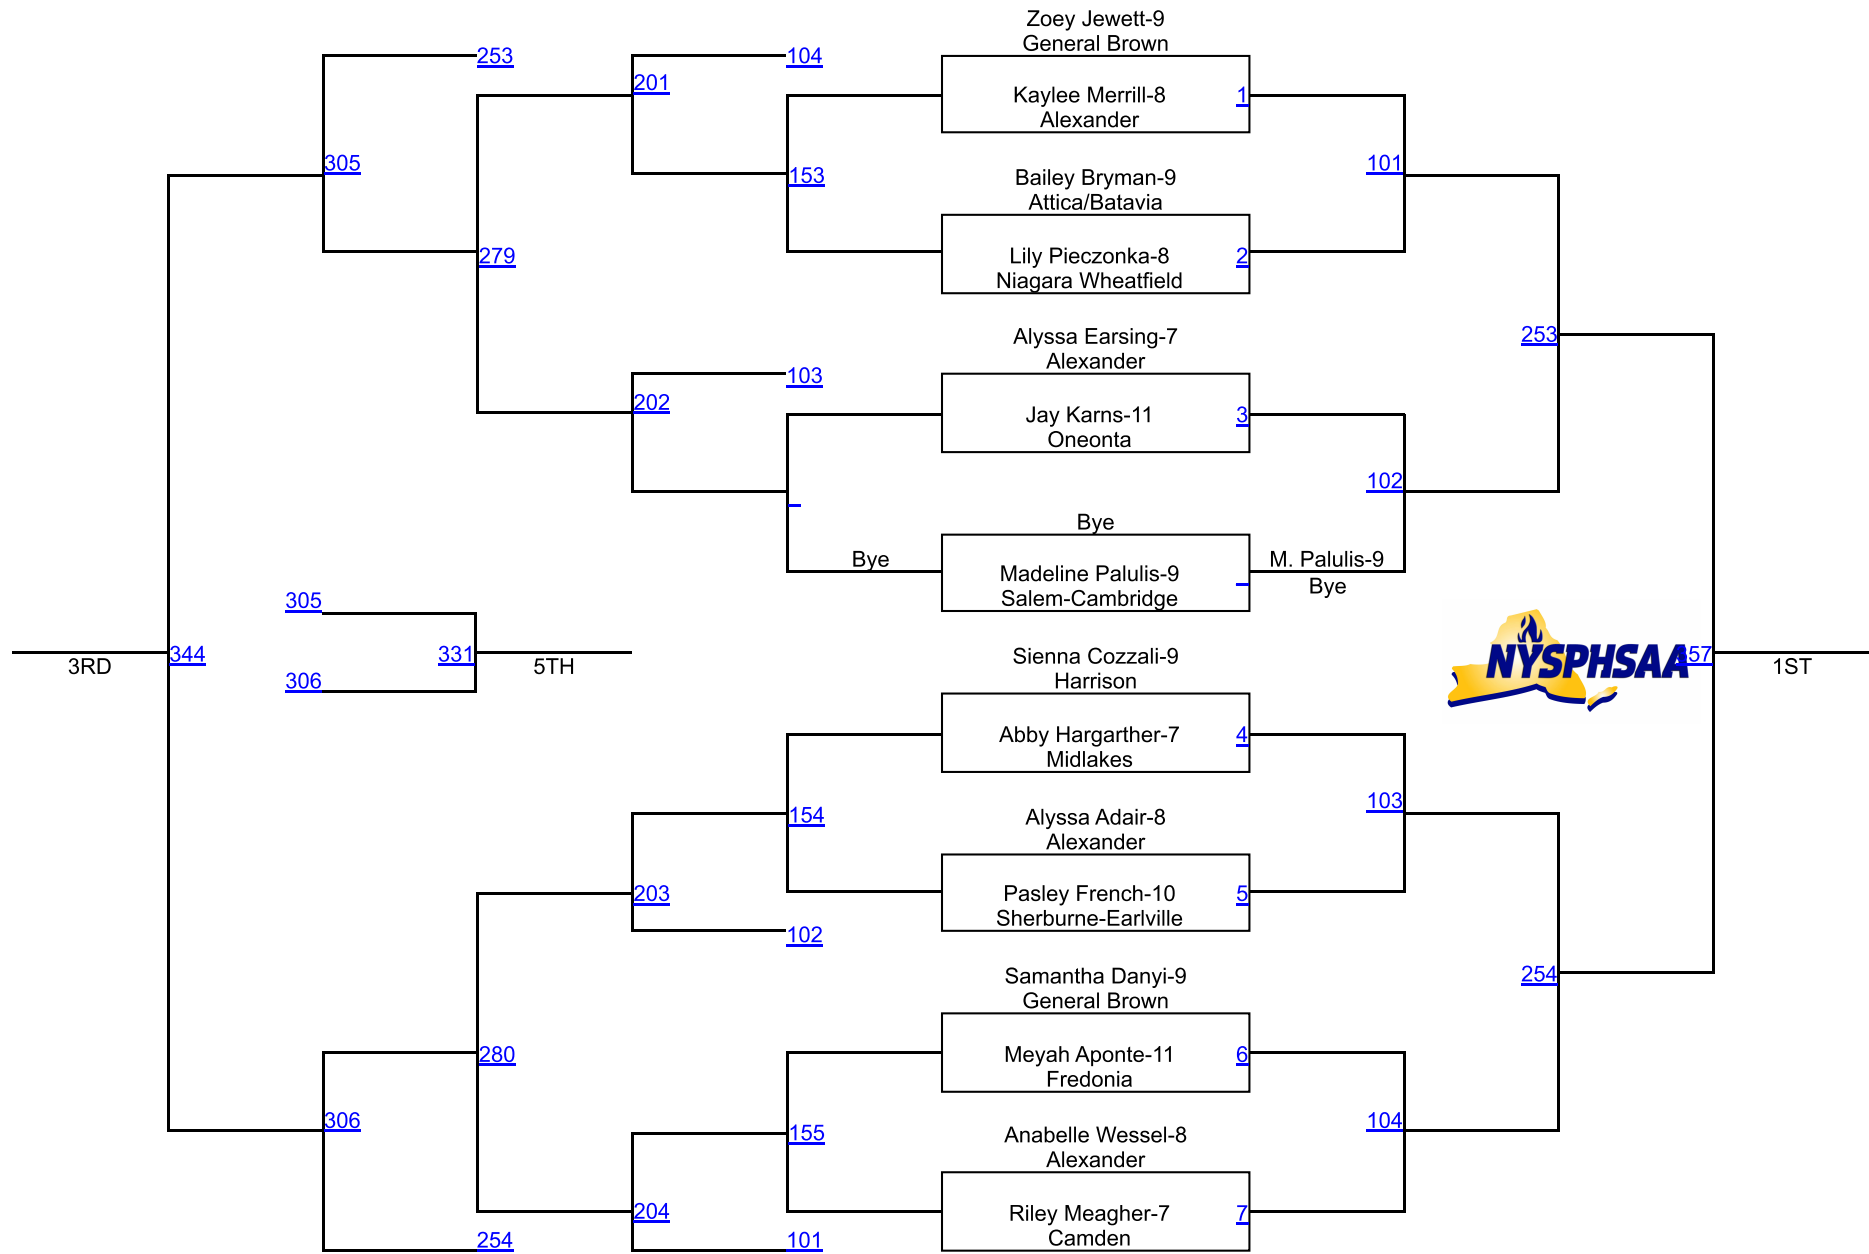 Zoey Jewett-9
General Brown
253
104
201
Kaylee Merrill-8
1
Alexander
305
153
101
Bailey Bryman-9
Attica/Batavia
279
Lily Pieczonka-8
2
Niagara Wheatfield
Alyssa Earsing-7
Alexander
253
103
202
Jay Karns-11
3
Oneonta
102
Bye
Bye
Madeline Palulis-9
M. Palulis-9
Salem-Cambridge
Bye
305
344
331
3RD
5TH
306
Sienna Cozzali-9
Harrison
NYSPHSAA
1ST
Abby Hargarther-7
4
Midlakes
154
103
Alyssa Adair-8
Alexander
203
Pasley French-10
5
Sherburne-Earlville
102
Samantha Danyi-9
General Brown
254
280
Meyah Aponte-11
6
Fredonia
306
155
104
Anabelle Wessel-8
Alexander
204
Riley Meagher-7
7
Camden
254
101